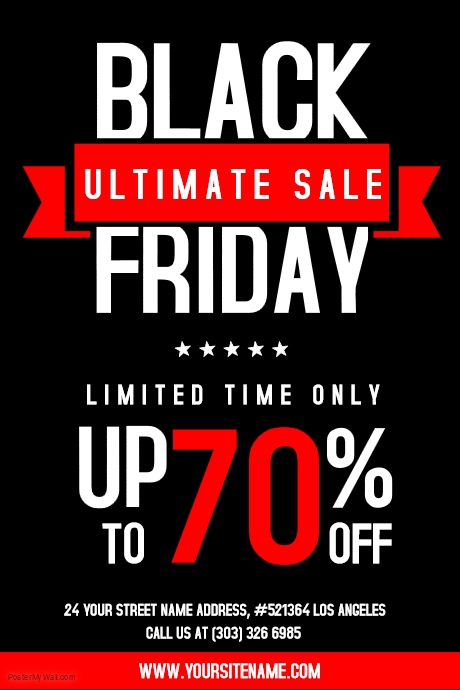 BLACK
ULTIMATE SALE
FRIDAY
LIMITED TIME ONLY
UP 70%
TO OFF
24 YOUR STREET NAME ADDRESS, #521364 LOS ANGELES
CALL US AT (303) 326 6985
WWW.YOURSITENAME.COM
PosterMyWall.com